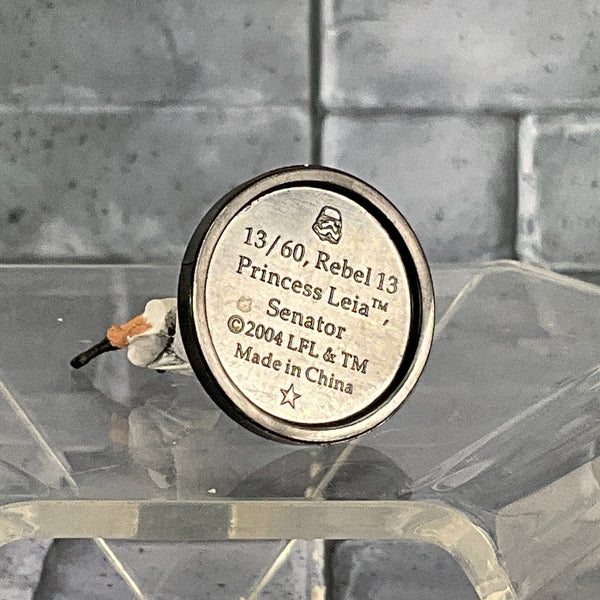 13/60, Rebel 13
Princess Leia™,
Senator
©2004 LFL & TM
Made in China